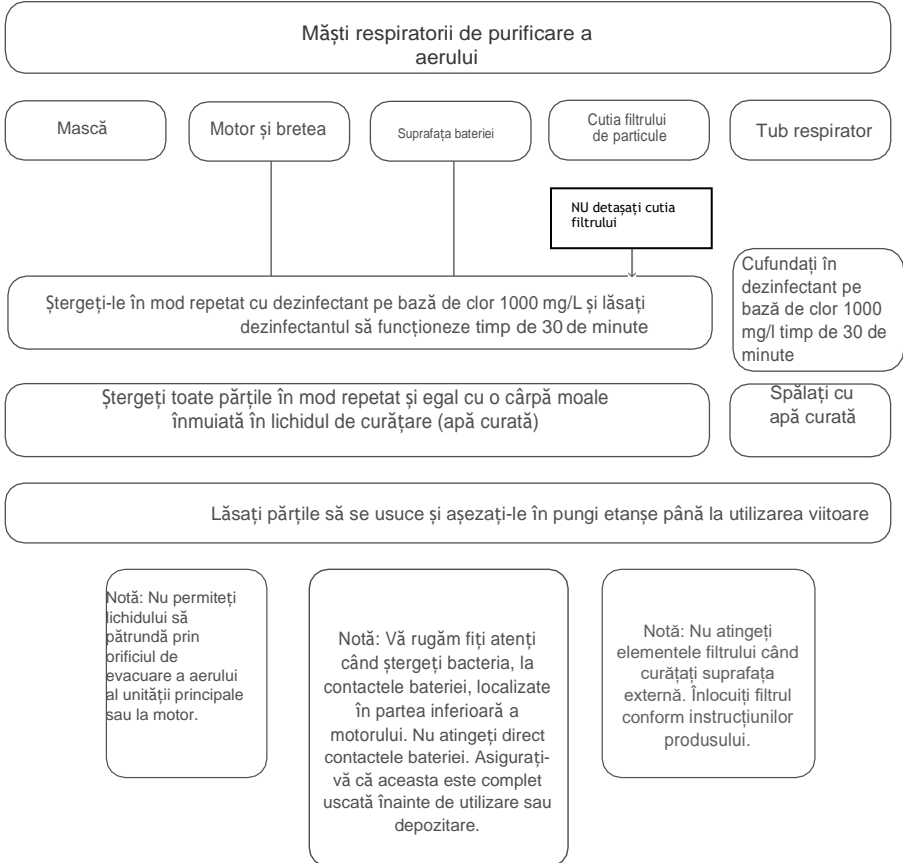 Măști respiratorii de purificare a
aerului
Mască
Motor și bretea
Suprafața bateriei
Cutia filtrului
de particule
Tub respirator
NU detașați cutia
filtrului
Ștergeți-le în mod repetat cu dezinfectant pe bază de clor 1000 mg/L și lăsați
dezinfectantul să funcționeze timp de 30 de minute
Cufundați în
dezinfectant pe
bază de clor 1000
mg/l timp de 30 de
minute
Ștergeți toate părțile în mod repetat și egal cu o cârpă moale
înmuiată în lichidul de curățare (apă curată)
Spălați cu
apă curată
Lăsați părțile să se usuce și așezați-le în pungi etanșe până la utilizarea viitoare
Notă: Nu permiteți
lichidului să
pătrundă prin
orificiul de
evacuare a aerului
al unității principale
sau la motor.
Notă: Vă rugăm fiți atenți
când ștergeți bacteria, la
contactele bateriei, localizate
în partea inferioară a
motorului. Nu atingeți direct
contactele bateriei. Asigurați-
vă că aceasta este complet
uscată înainte de utilizare sau
depozitare.
Notă: Nu atingeți
elementele filtrului când
curățați suprafața
externă. Înlocuiți filtrul
conform instrucțiunilor
produsului.